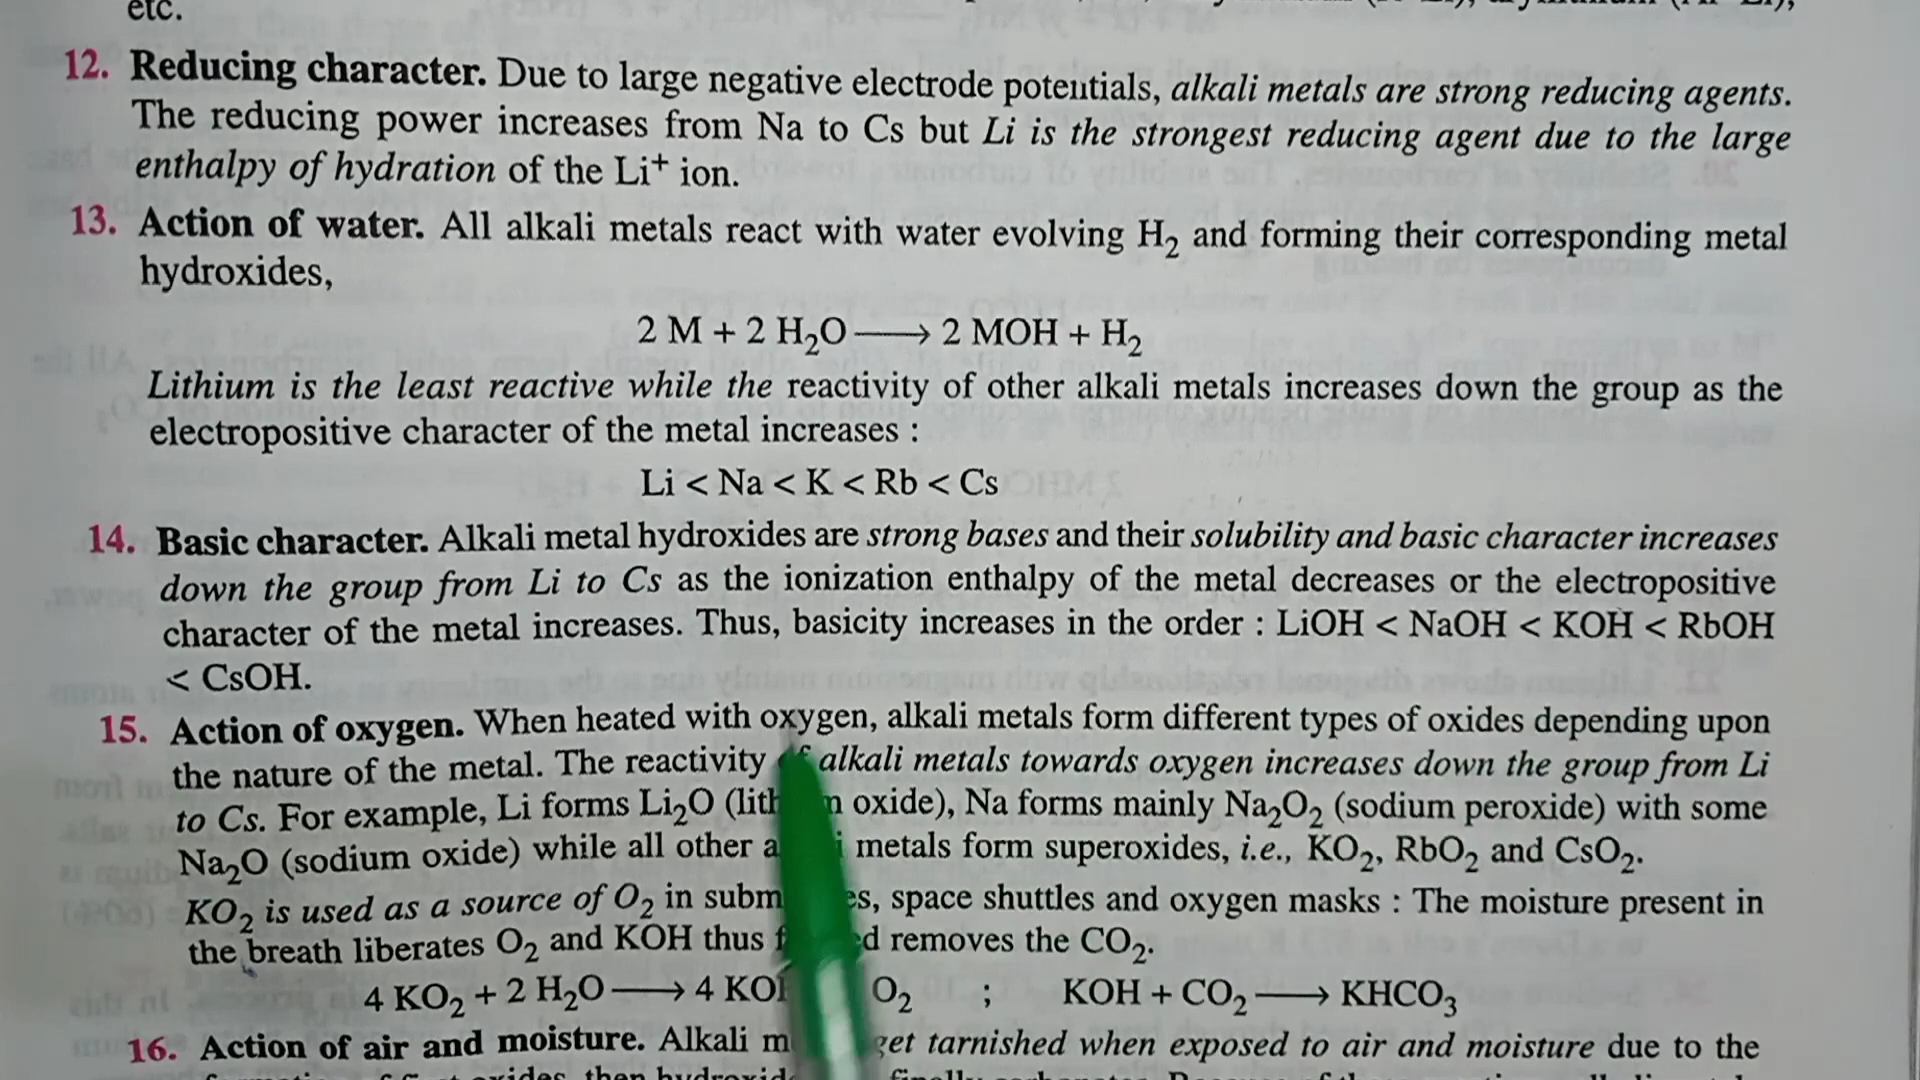 etc.
12. Reducing character. Due to large negative electrode potentials, alkali metals are strong reducing agents.
The reducing power increases from Na to Cs but Li is the strongest reducing agent due to the large
enthalpy of hydration of the Li⁺ ion.
13. Action of water. All alkali metals react with water evolving H₂ and forming their corresponding metal
hydroxides,
2 M + 2 H₂O ⟶ 2 MOH + H₂
Lithium is the least reactive while the reactivity of other alkali metals increases down the group as the
electropositive character of the metal increases :
Li < Na < K < Rb < Cs
14. Basic character. Alkali metal hydroxides are strong bases and their solubility and basic character increases
down the group from Li to Cs as the ionization enthalpy of the metal decreases or the electropositive
character of the metal increases. Thus, basicity increases in the order : LiOH < NaOH < KOH < RbOH
< CsOH.
15. Action of oxygen. When heated with oxygen, alkali metals form different types of oxides depending upon
the nature of the metal. The reactivity alkali metals towards oxygen increases down the group from Li
to Cs. For example, Li forms Li₂O oxide), Na forms mainly Na₂O₂ (sodium peroxide) with some
Na₂O (sodium oxide) while all other metals form superoxides, i.e., KO₂, RbO₂ and CsO₂.
KO₂ is used as a source of O₂ in space shuttles and oxygen masks : The moisture present in
the breath liberates O₂ and KOH thus removes the CO₂.
4 KO₂ + 2 H₂O ⟶ 4 O₂ ; KOH + CO₂ ⟶ KHCO₃
16. Action of air and moisture. Alkali get tarnished when exposed to air and moisture due to the